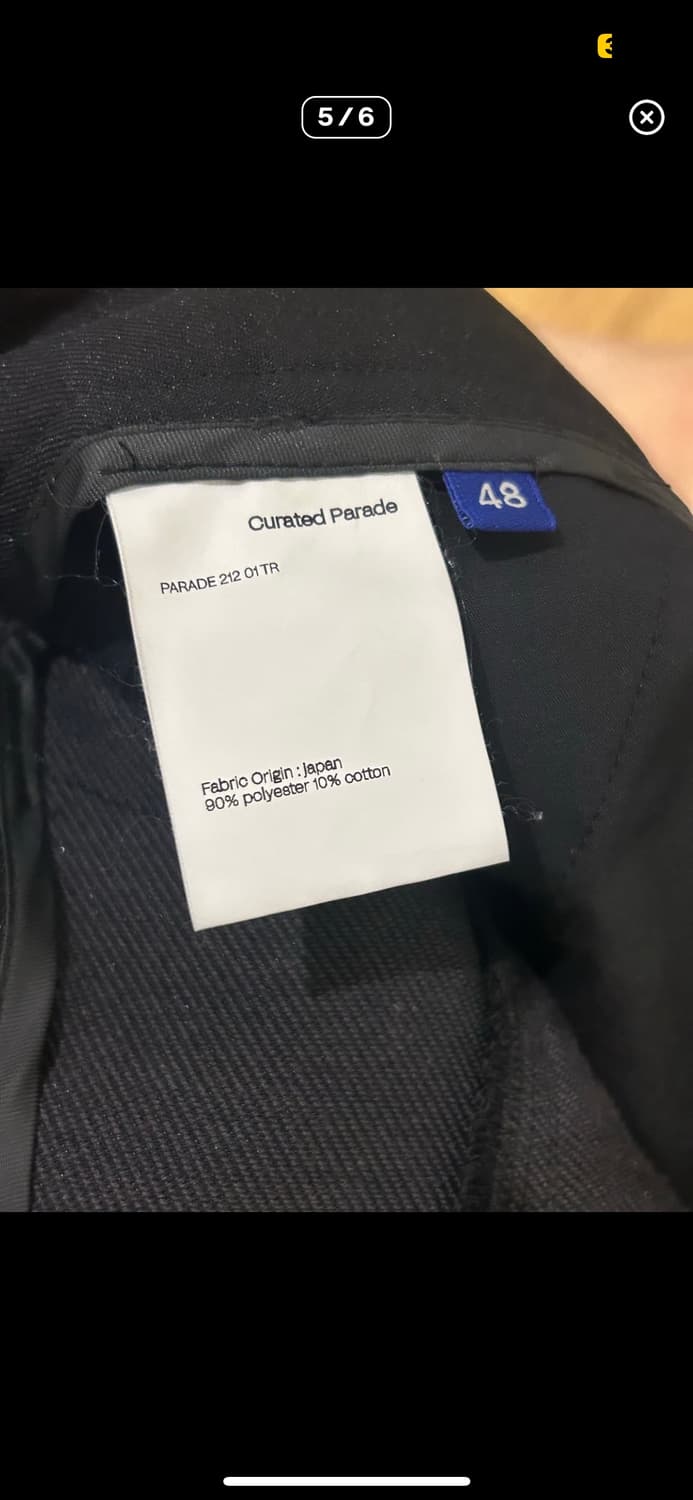 5/6
Curated Parade
48
PARADE 212 01 TR
Fabric Origin : Japan
90% polyester 10% cotton